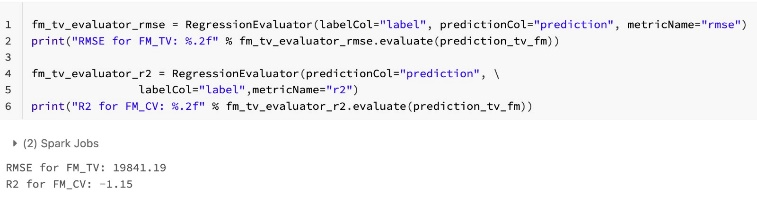 1 fm_tv_evaluator_rmse = RegressionEvaluator(labelCol="label", predictionCol="prediction", metricName="rmse")
2 print("RMSE for FM_TV: %.2f" % fm_tv_evaluator_rmse.evaluate(prediction_tv_fm))
3
4 fm_tv_evaluator_r2 = RegressionEvaluator(predictionCol="prediction", \
5 labelCol="label",metricName="r2")
6 print("R2 for FM_CV: %.2f" % fm_tv_evaluator_r2.evaluate(prediction_tv_fm))
(2) Spark Jobs
RMSE for FM_TV: 19841.19
R2 for FM_CV: -1.15